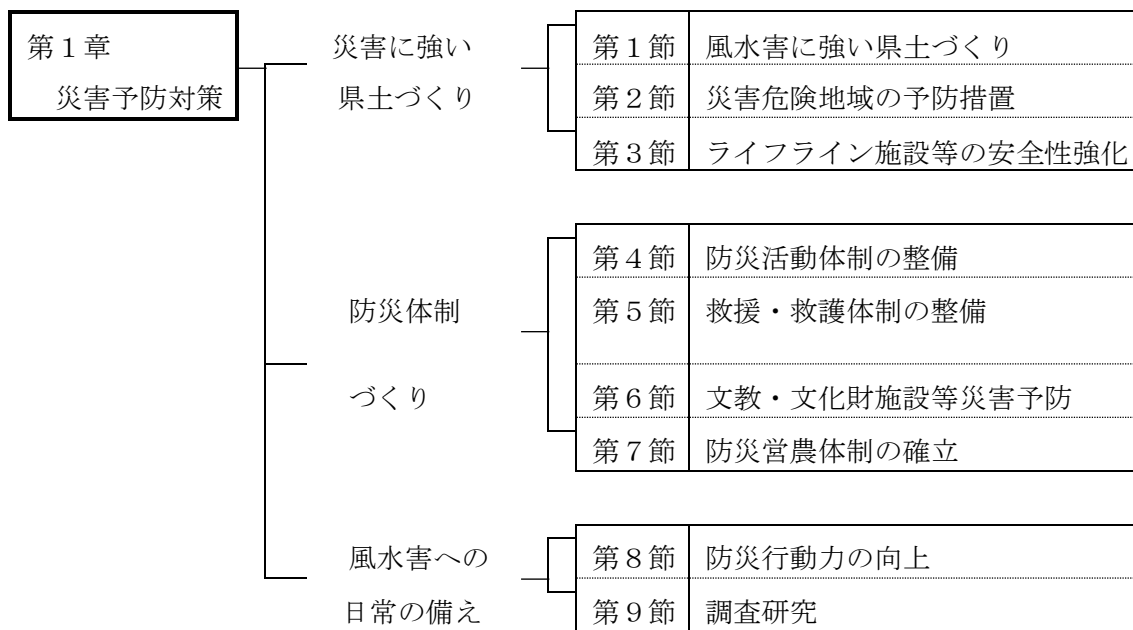 第１章
災害予防対策
災害に強い
県土づくり
第１節 風水害に強い県土づくり
第２節 災害危険地域の予防措置
第３節 ライフライン施設等の安全性強化
防災体制
づくり
第４節 防災活動体制の整備
第５節 救援・救護体制の整備
第６節 文教・文化財施設等災害予防
第７節 防災営農体制の確立
風水害への
日常の備え
第８節 防災行動力の向上
第９節 調査研究